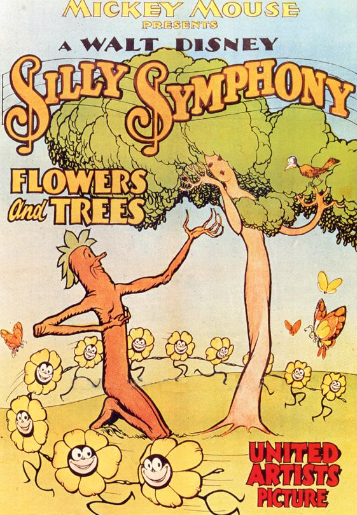 MICKEY MOUSE
PRESENTS
A WALT DISNEY
SILLY SYMPHONY
FLOWERS
and TREES
UNITED
ARTISTS
PICTURE